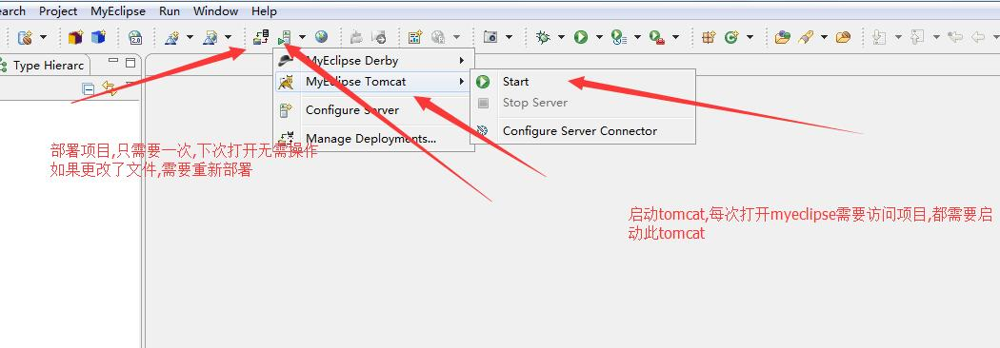 earch Project MyEclipse Run Window Help
2.0
Type Hierarc
MyEclipse Derby
MyEclipse Tomcat
Start
Stop Server
Configure Server
Configure Server Connector
Manage Deployments...
部署项目,只需要一次,下次打开无需操作
如果更改了文件,需要重新部署
启动tomcat,每次打开myeclipse需要访问项目,都需要启
动此tomcat